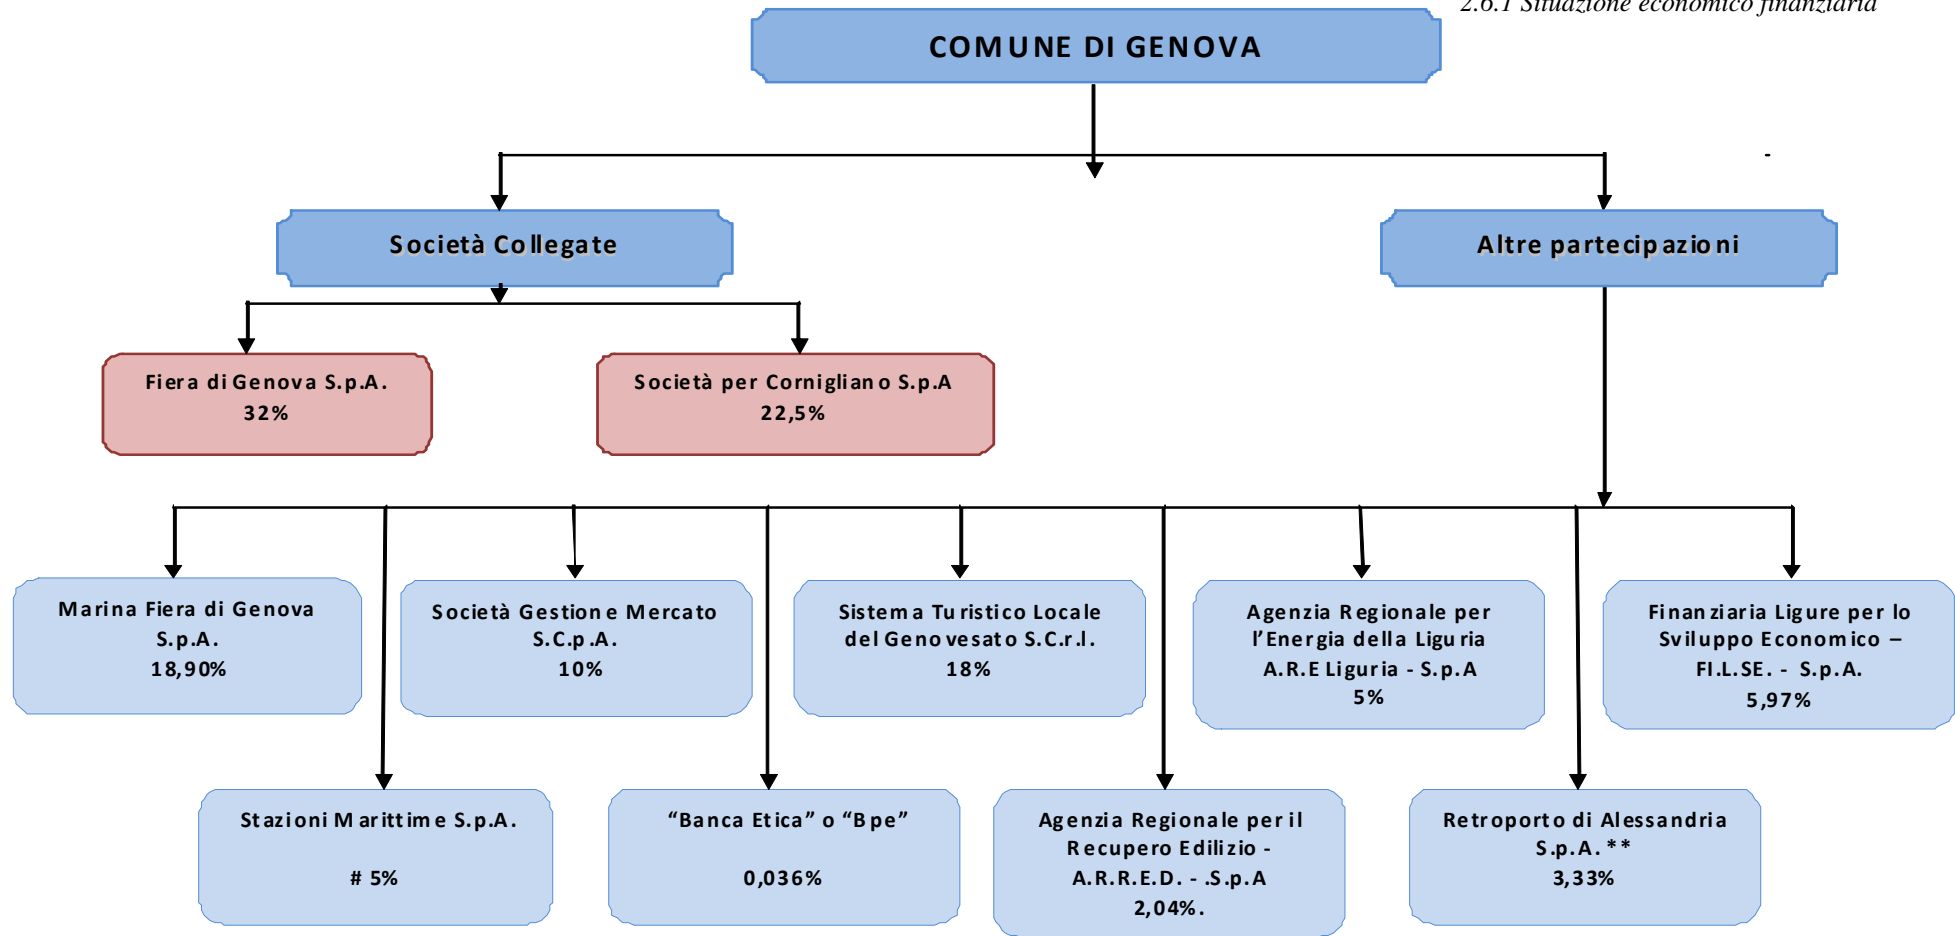 2.6.1 Situazione economico finanziaria
COMUNE DI GENOVA
-
Società Collegate
Altre partecipazioni
Fiera di Genova S.p.A.
32%
Società per Cornigliano S.p.A
22,5%
Marina Fiera di Genova
S.p.A.
18,90%
Società Gestione Mercato
S.C.p.A.
10%
Sistema Turistico Locale
del Genovesato S.C.r.l.
18%
Agenzia Regionale per
l’Energia della Liguria
A.R.E Liguria - S.p.A
5%
Finanziaria Ligure per lo
Sviluppo Economico –
FI.L.SE. - S.p.A.
5,97%
Stazioni Marittime S.p.A.
# 5%
“Banca Etica” o “Bpe”
0,036%
Agenzia Regionale per il
Recupero Edilizio -
A.R.R.E.D. - .S.p.A
2,04%.
Retroporto di Alessandria
S.p.A. **
3,33%